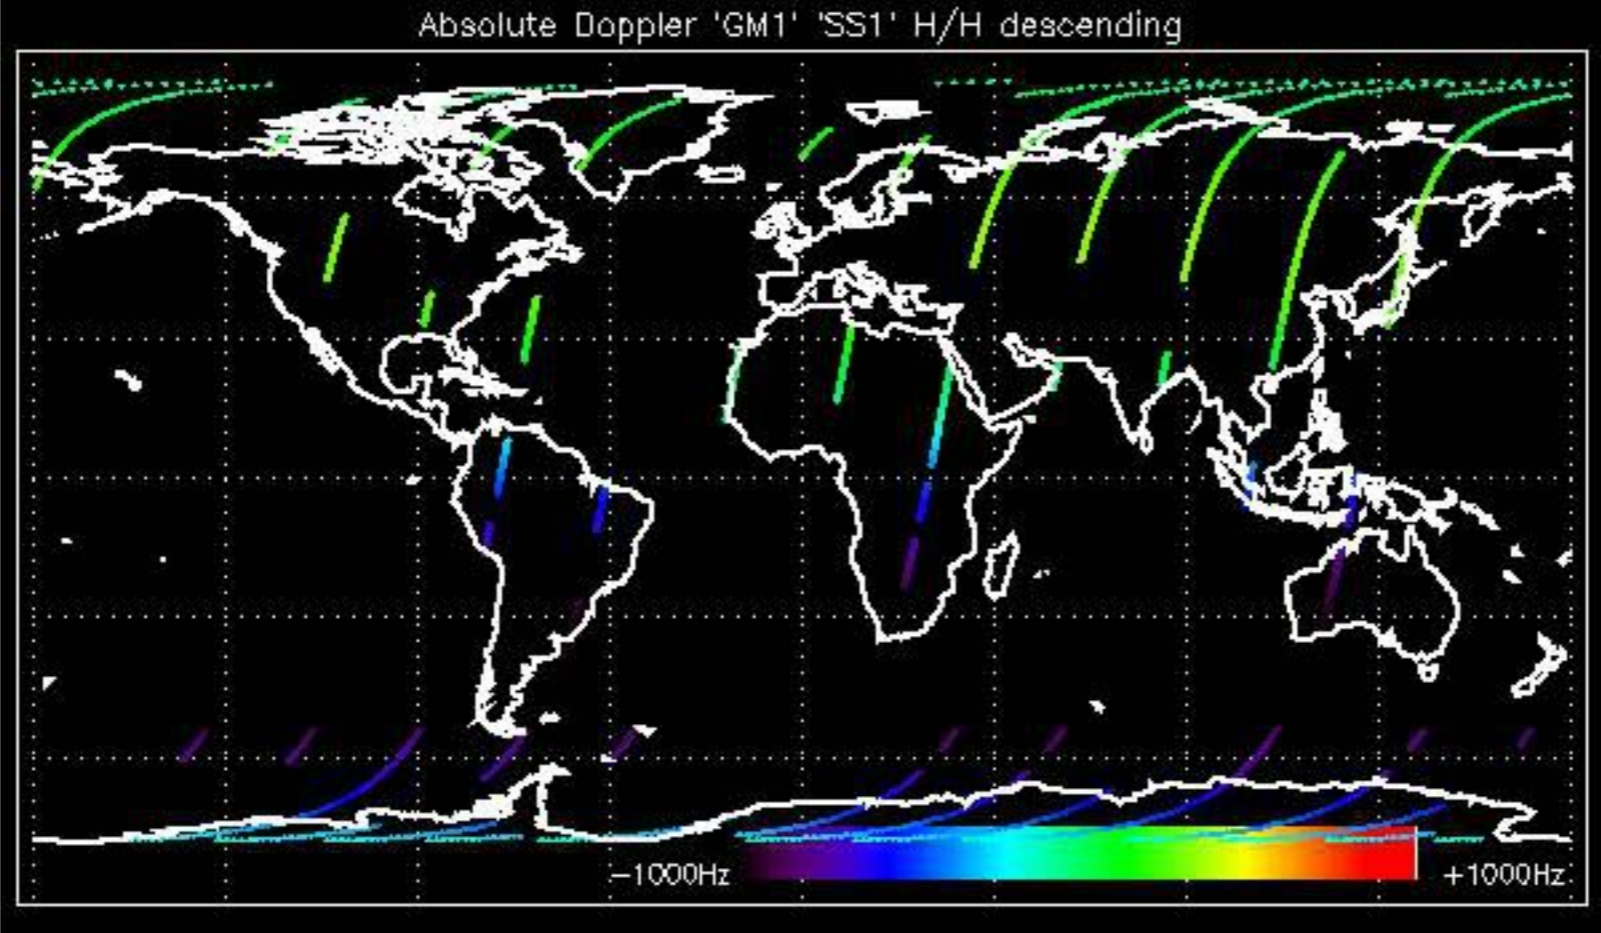 Absolute Doppler 'GM1' 'SS1' H/H descending
−1000Hz +1000Hz